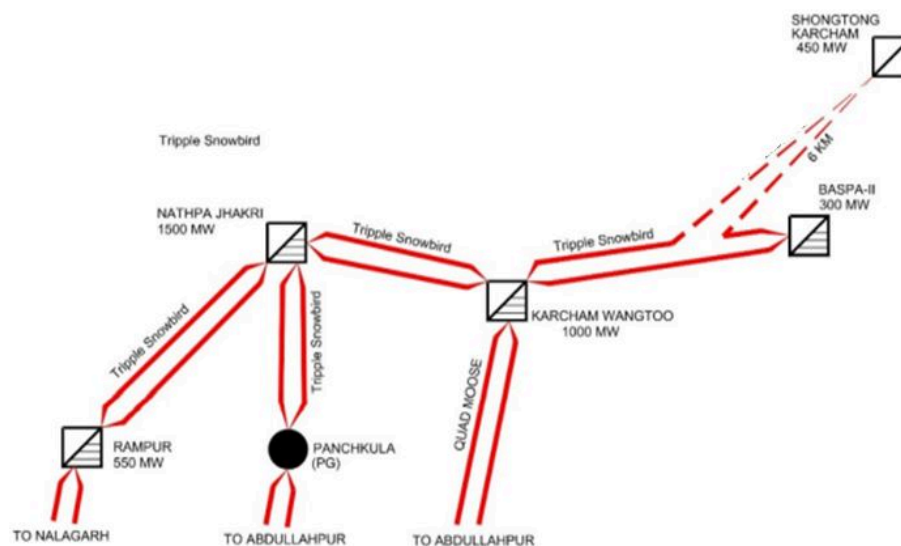 SHONGTONG
KARCHAM
450 MW
Tripple Snowbird
6 KM
BASPA-II
300 MW
NATHPA JHAKRI
1500 MW
Tripple Snowbird
Tripple Snowbird
KARCHAM WANGTOO
1000 MW
Tripple Snowbird
Tripple Snowbird
QUAD MOOSE
RAMPUR
550 MW
PANCHKULA
(PG)
TO NALAGARH
TO ABDULLAHPUR
TO ABDULLAHPUR